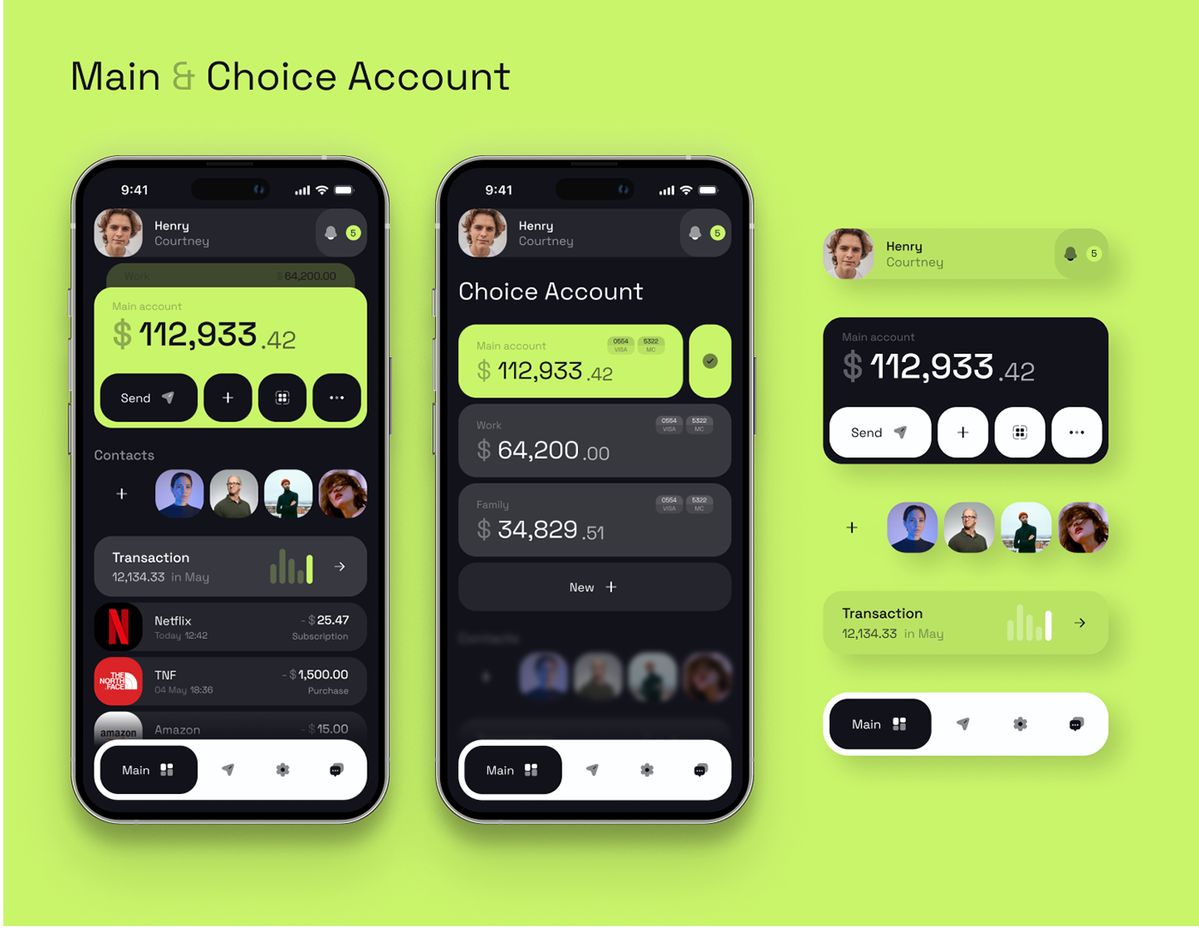 Main & Choice Account
9:41
Henry
Courtney
5
Work
$ 64,200.00
Main account
$ 112,933.42
Send
Contacts
Transaction
12,134.33 in May
Netflix
- $ 25.47
Today 12:42
Subscription
THE NORTH FACE
TNF
- $ 1,500.00
04 May 18:36
Purchase
amazon
Amazon
- $ 15.00
Main
9:41
Henry
Courtney
5
Choice Account
Main account
0554 VISA
5322 MC
$ 112,933.42
Work
0554 VISA
5322 MC
$ 64,200.00
Family
0554 VISA
5322 MC
$ 34,829.51
New +
Contacts
Main
Henry
Courtney
5
Main account
$ 112,933.42
Send
Transaction
12,134.33 in May
Main